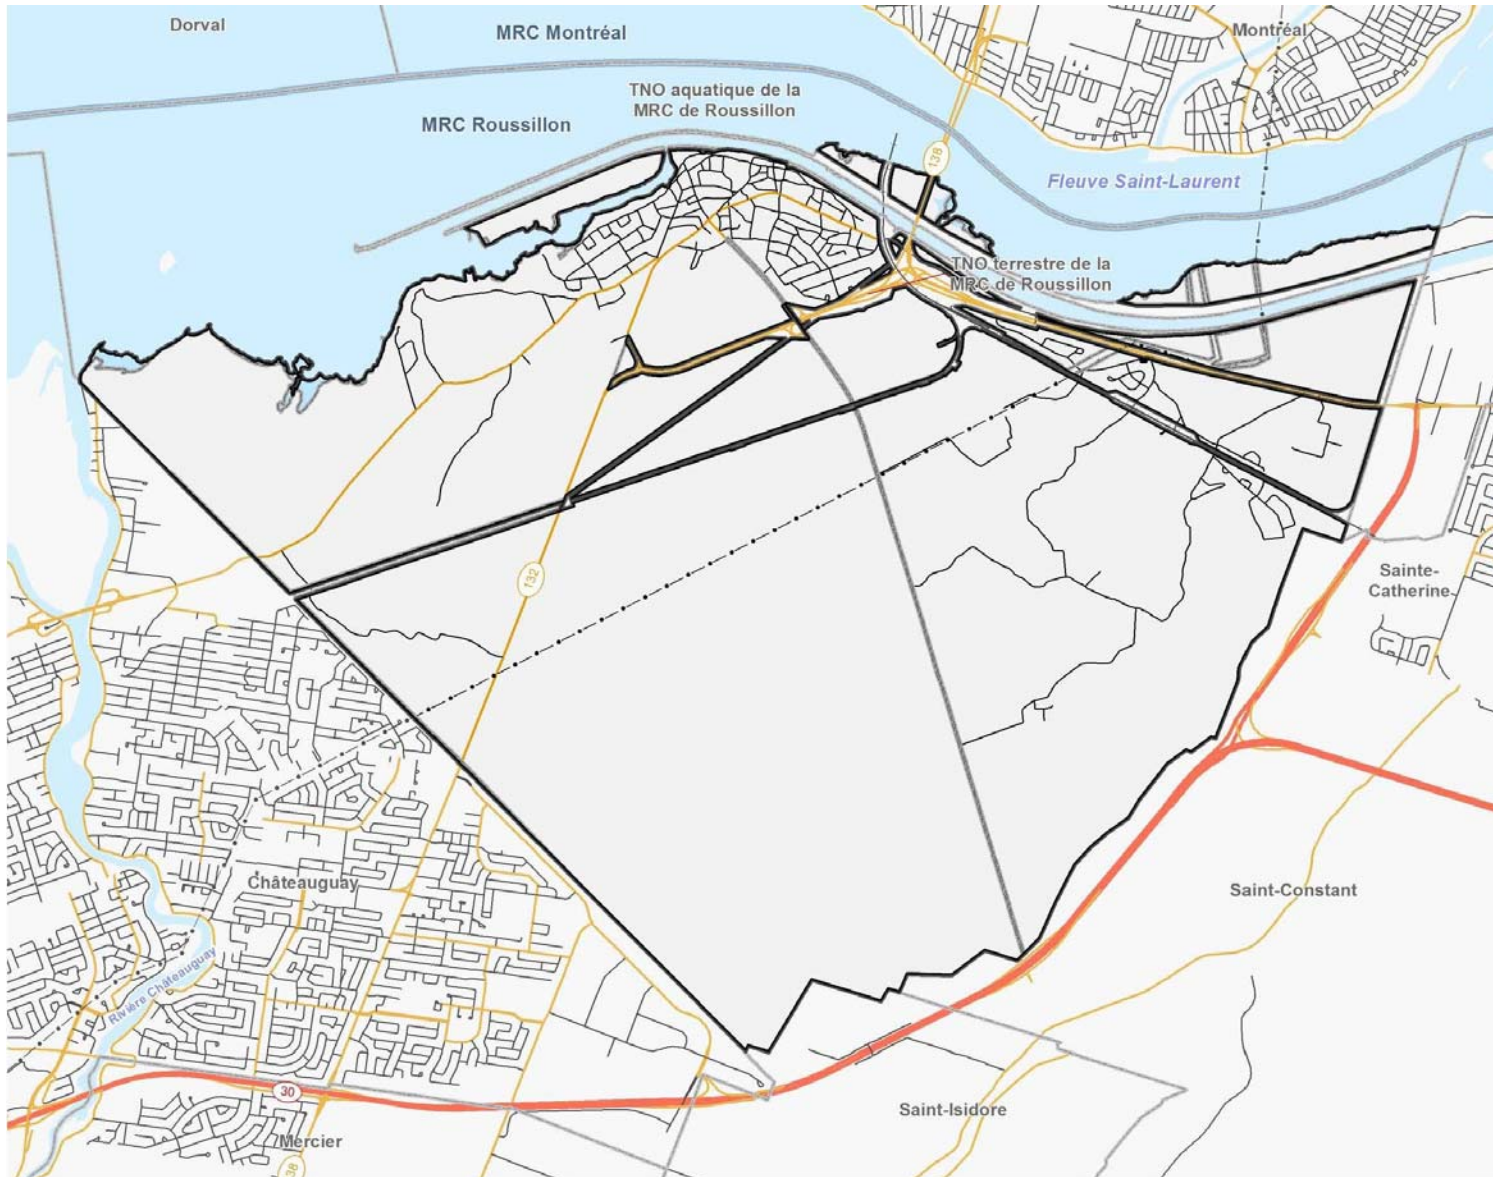 Dorval
MRC Montréal
Montréal
TNO aquatique de la
MRC de Roussillon
MRC Roussillon
138
Fleuve Saint-Laurent
TNO terrestre de la
MRC de Roussillon
132
Sainte-
Catherine
Châteauguay
Saint-Constant
Rivière Châteauguay
30
Saint-Isidore
Mercier
38